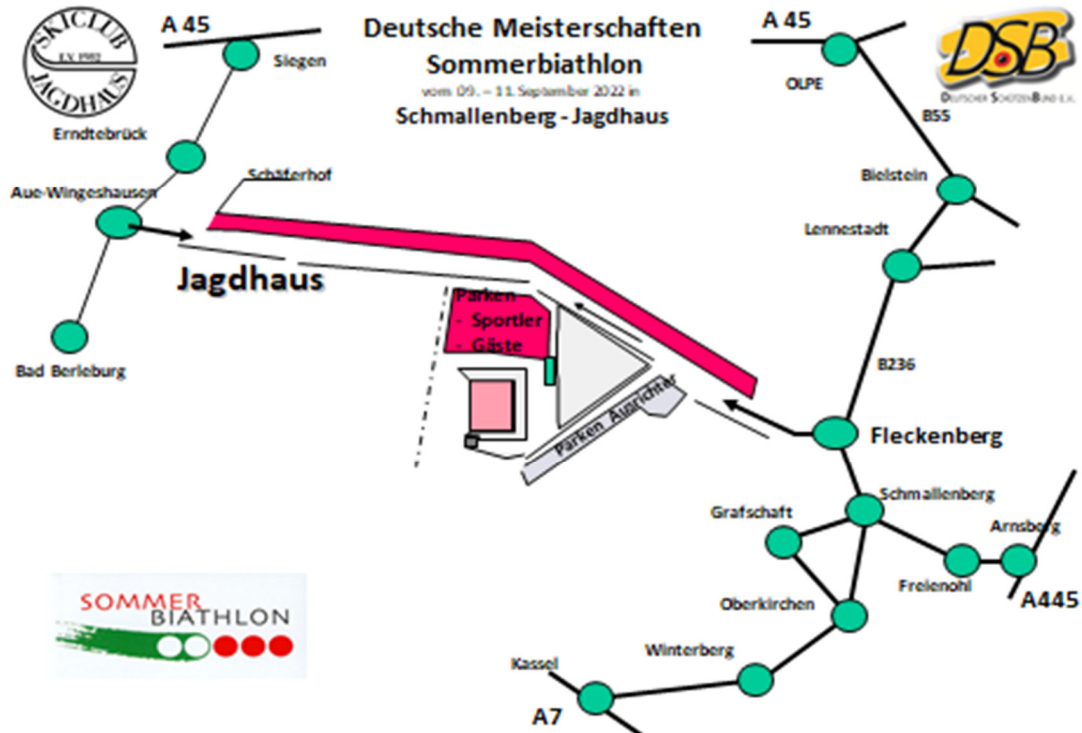 SKICLUB
E.V. 1982
JAGDHAUS
A 45
Siegen
Erndtebrück
Aue-Wingeshausen
Bad Berleburg
Deutsche Meisterschaften
Sommerbiathlon
vom 09. – 11. September 2022 in
Schmallenberg - Jagdhaus
A 45
OLPE
DSB
DEUTSCHER SCHÜTZENBUND E.V.
B55
Bielstein
Lennestadt
B236
Schäferhof
Jagdhaus
Parken
- Sportler
- Gäste
Parken Ausrichter
Fleckenberg
Schmallenberg
Grafschaft
Arnsberg
Freienohl
A445
Oberkirchen
Winterberg
Kassel
A7
SOMMER
BIATHLON